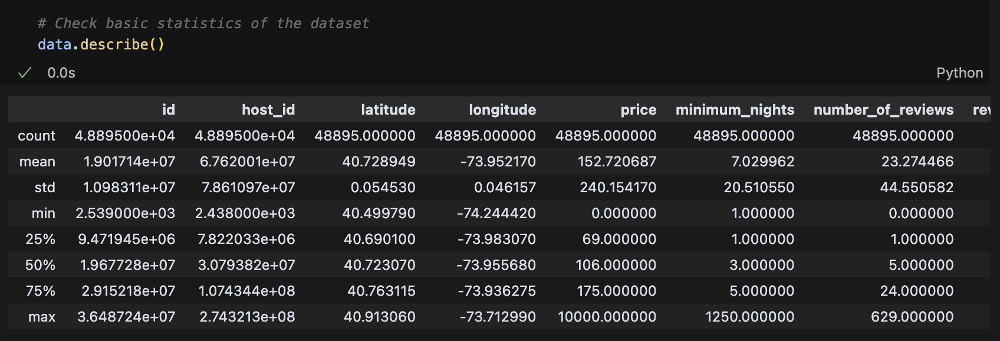 # Check basic statistics of the dataset
data.describe()
0.0s
Python
id host_id latitude longitude price minimum_nights number_of_reviews rev
count 4.889500e+04 4.889500e+04 48895.000000 48895.000000 48895.000000 48895.000000 48895.000000
mean 1.901714e+07 6.762001e+07 40.728949 -73.952170 152.720687 7.029962 23.274466
std 1.098311e+07 7.861097e+07 0.054530 0.046157 240.154170 20.510550 44.550582
min 2.539000e+03 2.438000e+03 40.499790 -74.244420 0.000000 1.000000 0.000000
25% 9.471945e+06 7.822033e+06 40.690100 -73.983070 69.000000 1.000000 1.000000
50% 1.967728e+07 3.079382e+07 40.723070 -73.955680 106.000000 3.000000 5.000000
75% 2.915218e+07 1.074344e+08 40.763115 -73.936275 175.000000 5.000000 24.000000
max 3.648724e+07 2.743213e+08 40.913060 -73.712990 10000.000000 1250.000000 629.000000